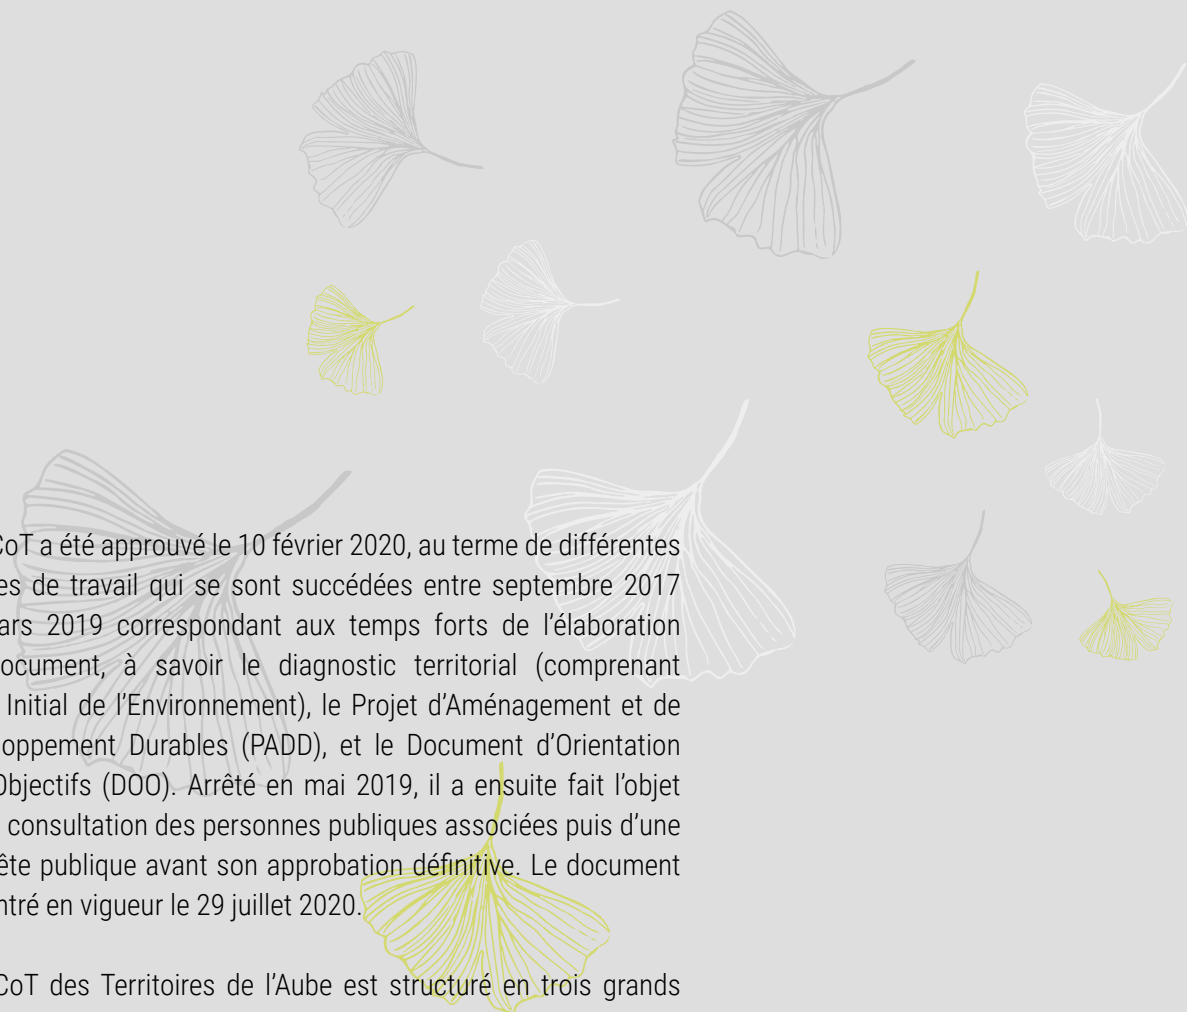 CoT a été approuvé le 10 février 2020, au terme de différentes
es de travail qui se sont succédées entre septembre 2017
ars 2019 correspondant aux temps forts de l’élaboration
ocument, à savoir le diagnostic territorial (comprenant
Initial de l’Environnement), le Projet d’Aménagement et de
oppement Durables (PADD), et le Document d’Orientation
Objectifs (DOO). Arrêté en mai 2019, il a ensuite fait l’objet
consultation des personnes publiques associées puis d’une
ête publique avant son approbation définitive. Le document
ntré en vigueur le 29 juillet 2020.
CoT des Territoires de l’Aube est structuré en trois grands